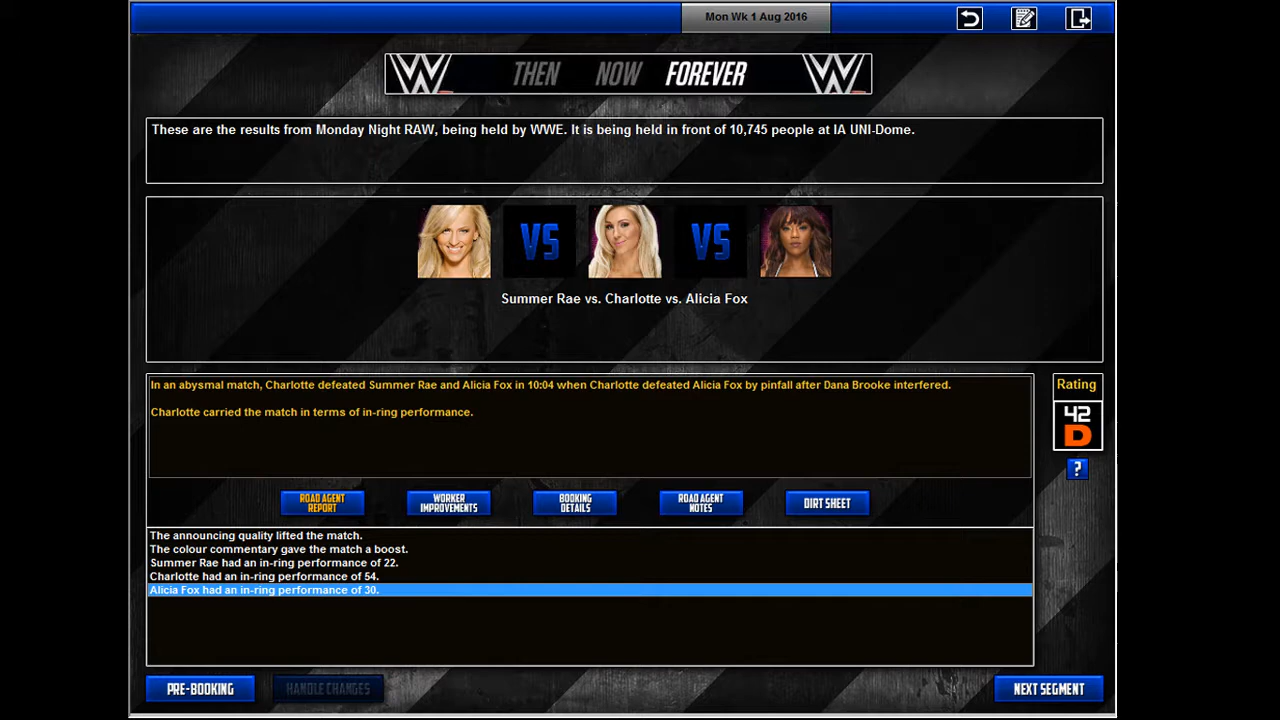 Mon Wk 1 Aug 2016
W THEN NOW FOREVER W
These are the results from Monday Night RAW, being held by WWE. It is being held in front of 10,745 people at IA UNI-Dome.
VS VS
Summer Rae vs. Charlotte vs. Alicia Fox
In an abysmal match, Charlotte defeated Summer Rae and Alicia Fox in 10:04 when Charlotte defeated Alicia Fox by pinfall after Dana Brooke interfered.
Charlotte carried the match in terms of in-ring performance.
Rating
42
D
?
ROAD AGENT REPORT
WORKER IMPROVEMENTS
BOOKING DETAILS
ROAD AGENT NOTES
DIRT SHEET
The announcing quality lifted the match.
The colour commentary gave the match a boost.
Summer Rae had an in-ring performance of 22.
Charlotte had an in-ring performance of 54.
Alicia Fox had an in-ring performance of 30.
PRE-BOOKING
HANDLE CHANGES
NEXT SEGMENT